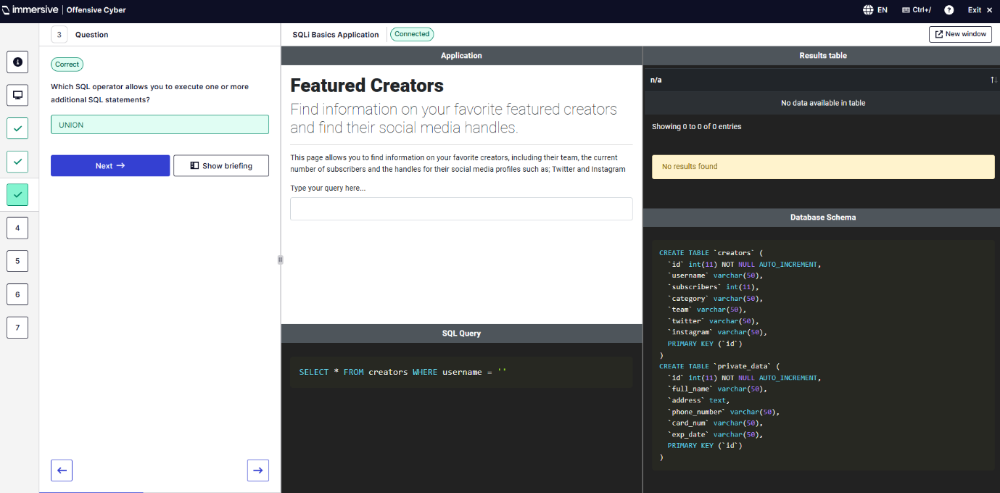 immersive | Offensive Cyber
EN
Ctrl+/
?
Exit ×
3
Question
SQLi Basics Application
Connected
New window
Correct
Which SQL operator allows you to execute one or more
additional SQL statements?
UNION
Next →
Show briefing
4
5
6
7
Application
Featured Creators
Find information on your favorite featured creators
and find their social media handles.
This page allows you to find information on your favorite creators, including their team, the current
number of subscribers and the handles for their social media profiles such as; Twitter and Instagram
Type your query here...
SQL Query
SELECT * FROM creators WHERE username = ''
Results table
n/a
No data available in table
Showing 0 to 0 of 0 entries
No results found
Database Schema
CREATE TABLE `creators` (
`id` int(11) NOT NULL AUTO_INCREMENT,
`username` varchar(50),
`subscribers` int(11),
`category` varchar(50),
`team` varchar(50),
`twitter` varchar(50),
`instagram` varchar(50),
PRIMARY KEY (`id`)
)
CREATE TABLE `private_data` (
`id` int(11) NOT NULL AUTO_INCREMENT,
`full_name` varchar(50),
`address` text,
`phone_number` varchar(50),
`card_num` varchar(50),
`exp_date` varchar(50),
PRIMARY KEY (`id`)
)